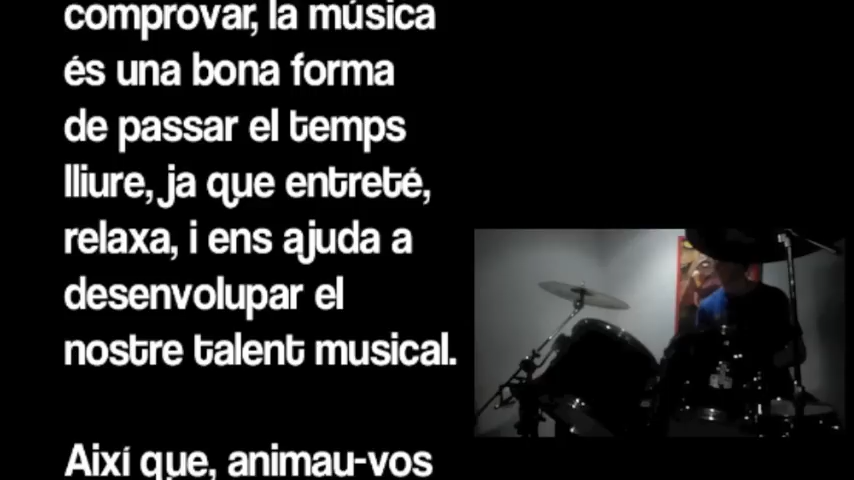 comprovar, la música
és una bona forma
de passar el temps
lliure, ja que entreté,
relaxa, i ens ajuda a
desenvolupar el
nostre talent musical.
Així que, animau-vos